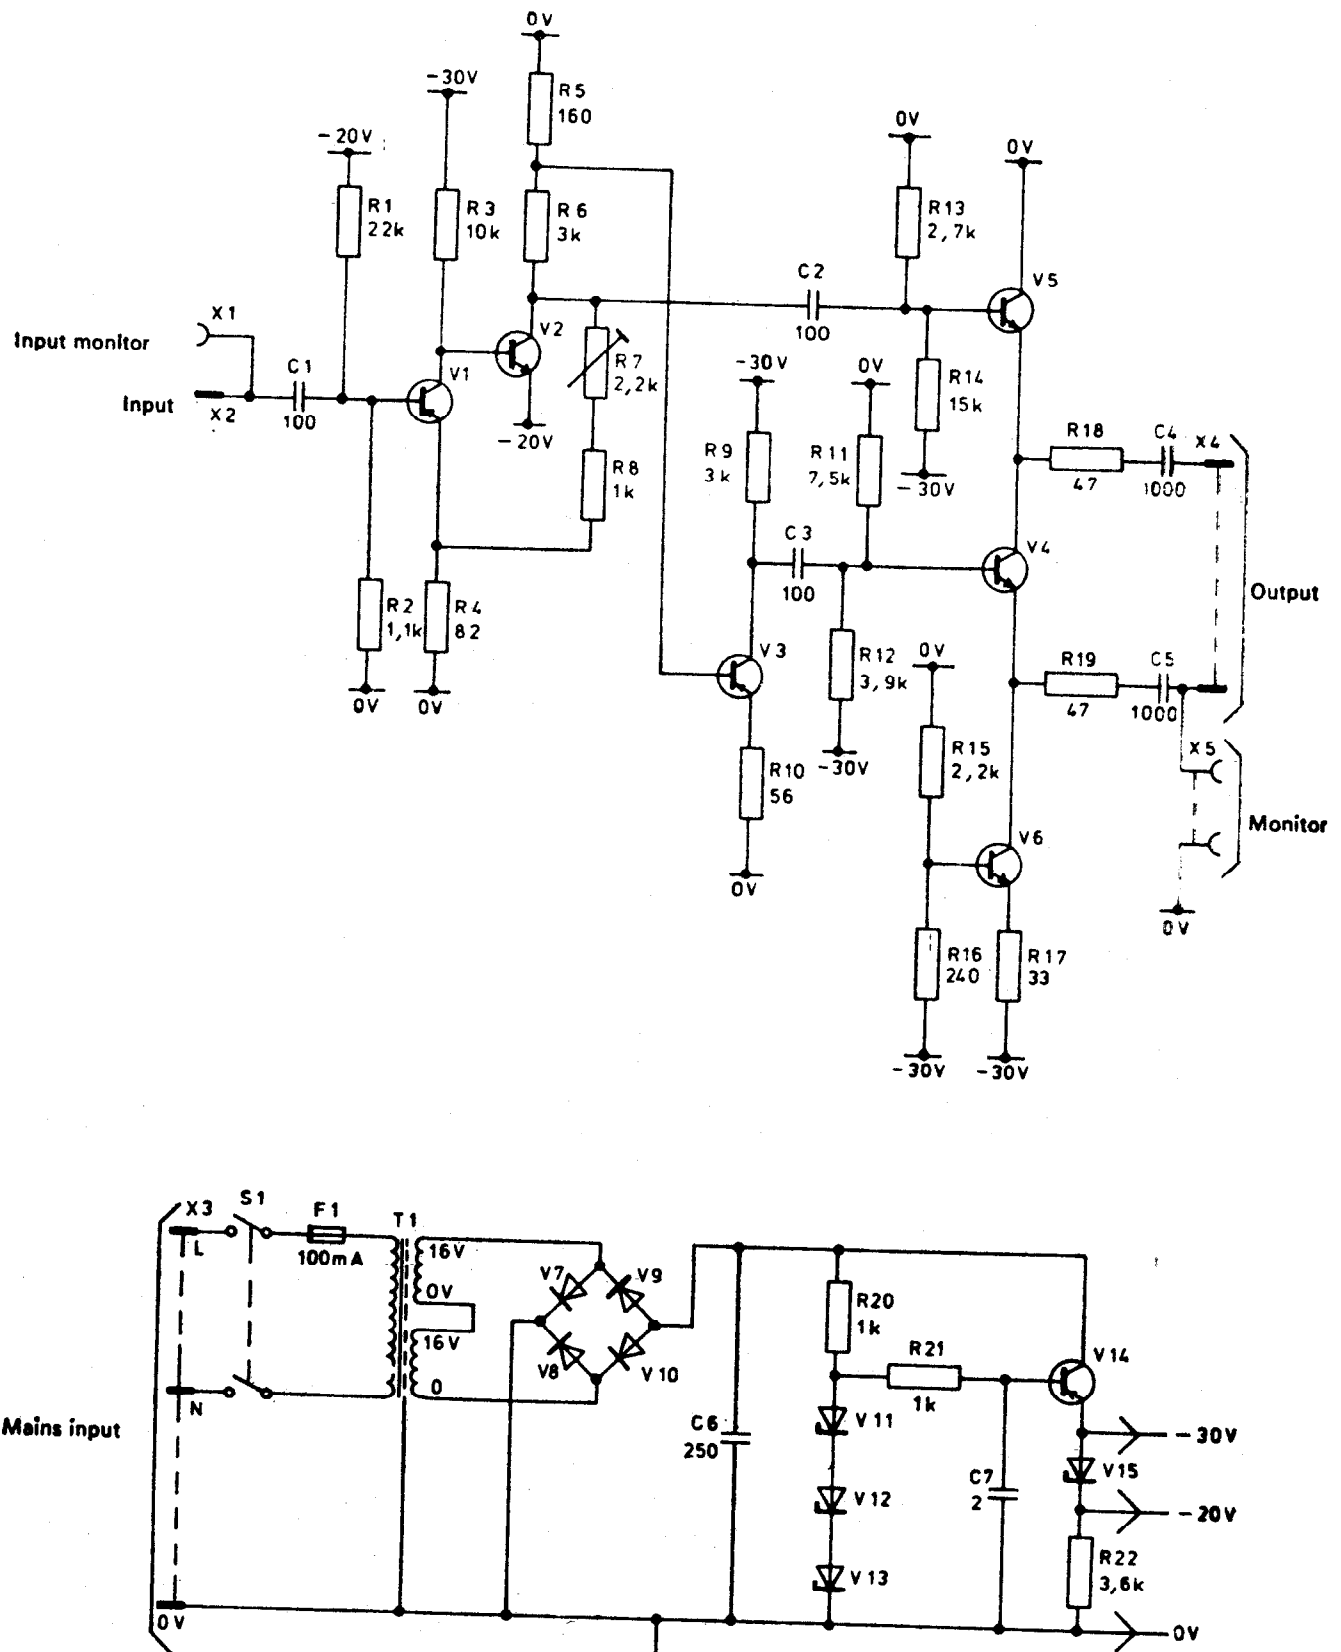 0V
R5
160
-30V
-20V
R1
22k
R3
10k
R6
3k
0V
0V
R13
2,7k
C2
100
V5
X1
Input monitor
Input
X2
C1
100
V1
V2
R7
2,2k
-20V
R8
1k
-30V
0V
R14
15k
-30V
R9
3k
R11
7,5k
R18
47
C4
1000
X4
C3
100
V4
Output
R2
1,1k
R4
82
0V
0V
V3
R12
3,9k
-30V
0V
R19
47
C5
1000
R10
56
0V
R15
2,2k
X5
Monitor
V6
0V
R16
240
R17
33
-30V
-30V
X3
S1
F1
100mA
T1
L
16V
0V
16V
0
V7
V9
V8
V10
R20
1k
R21
1k
V14
N
Mains input
C6
250
V11
V12
V13
C7
2
-30V
V15
-20V
R22
3,6k
0V
0V